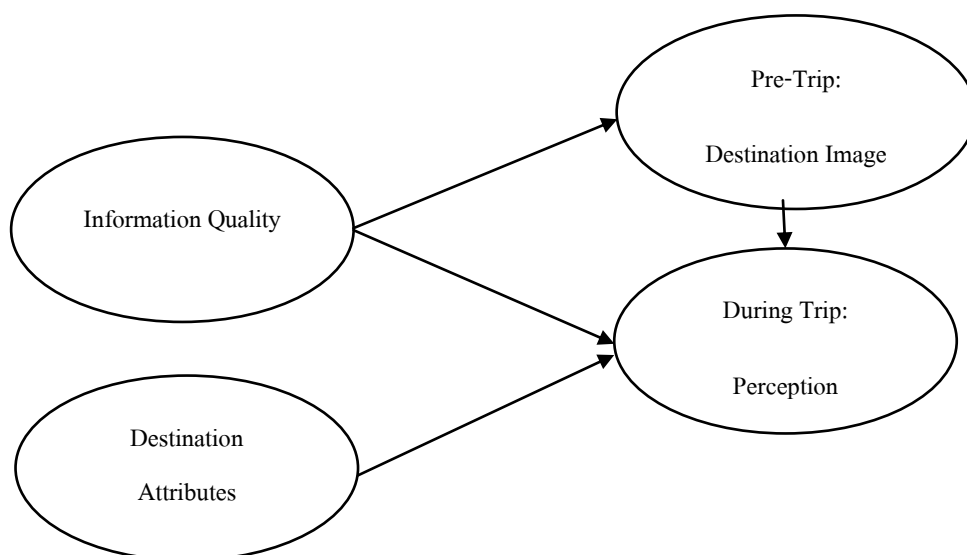 Pre-Trip:
Destination Image
Information Quality
During Trip:
Perception
Destination
Attributes